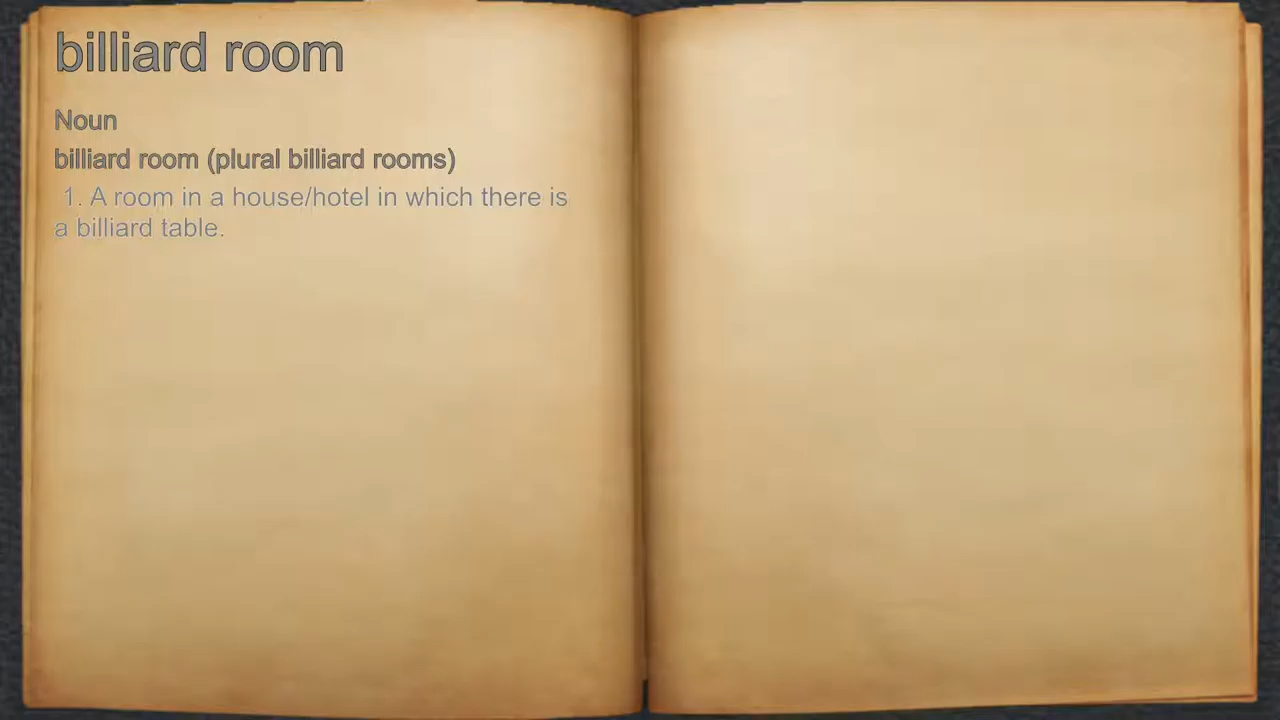 billiard room
Noun
billiard room (plural billiard rooms)
1. A room in a house/hotel in which there is
a billiard table.